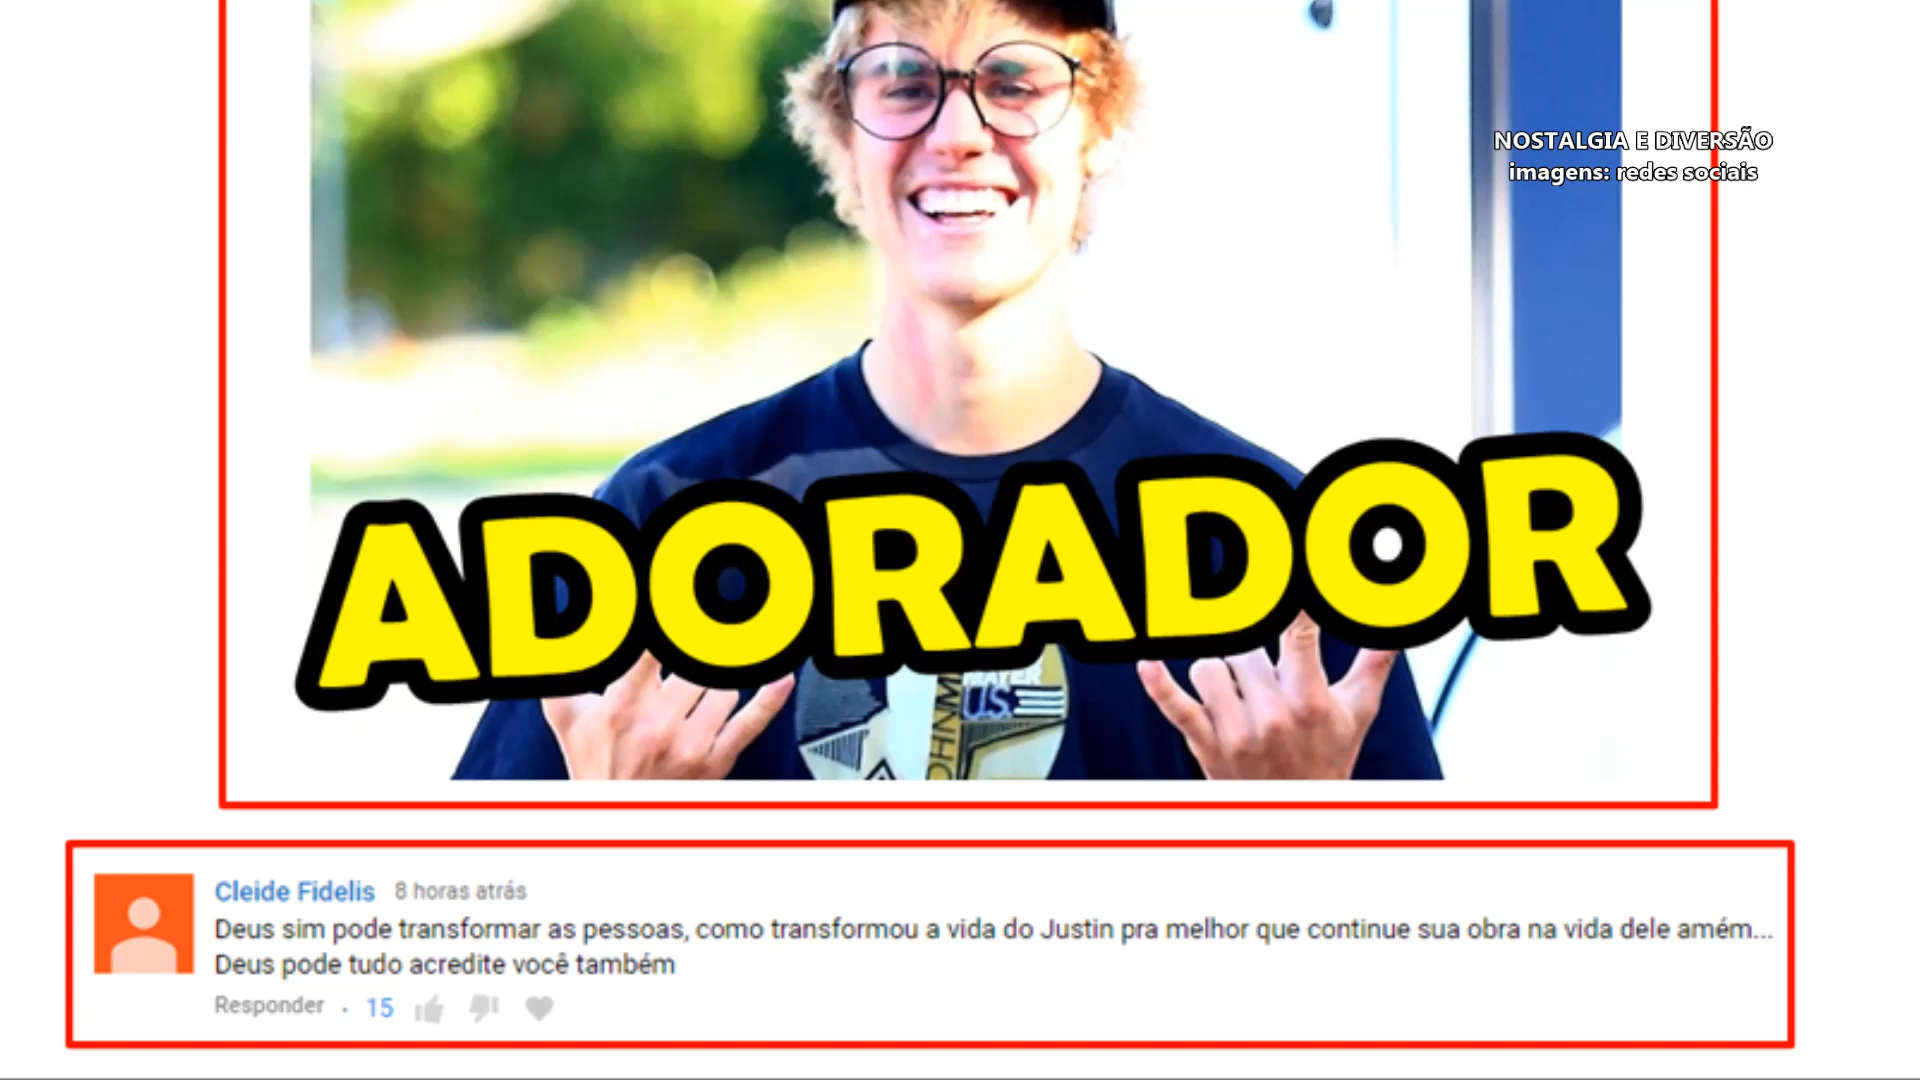 NOSTALGIA E DIVERSÃO
imagens: redes sociais
ADORADOR
MAYER
U.S.
JOHN M
Cleide Fidelis 8 horas atrás
Deus sim pode transformar as pessoas, como transformou a vida do Justin pra melhor que continue sua obra na vida dele amém...
Deus pode tudo acredite você também
Responder · 15